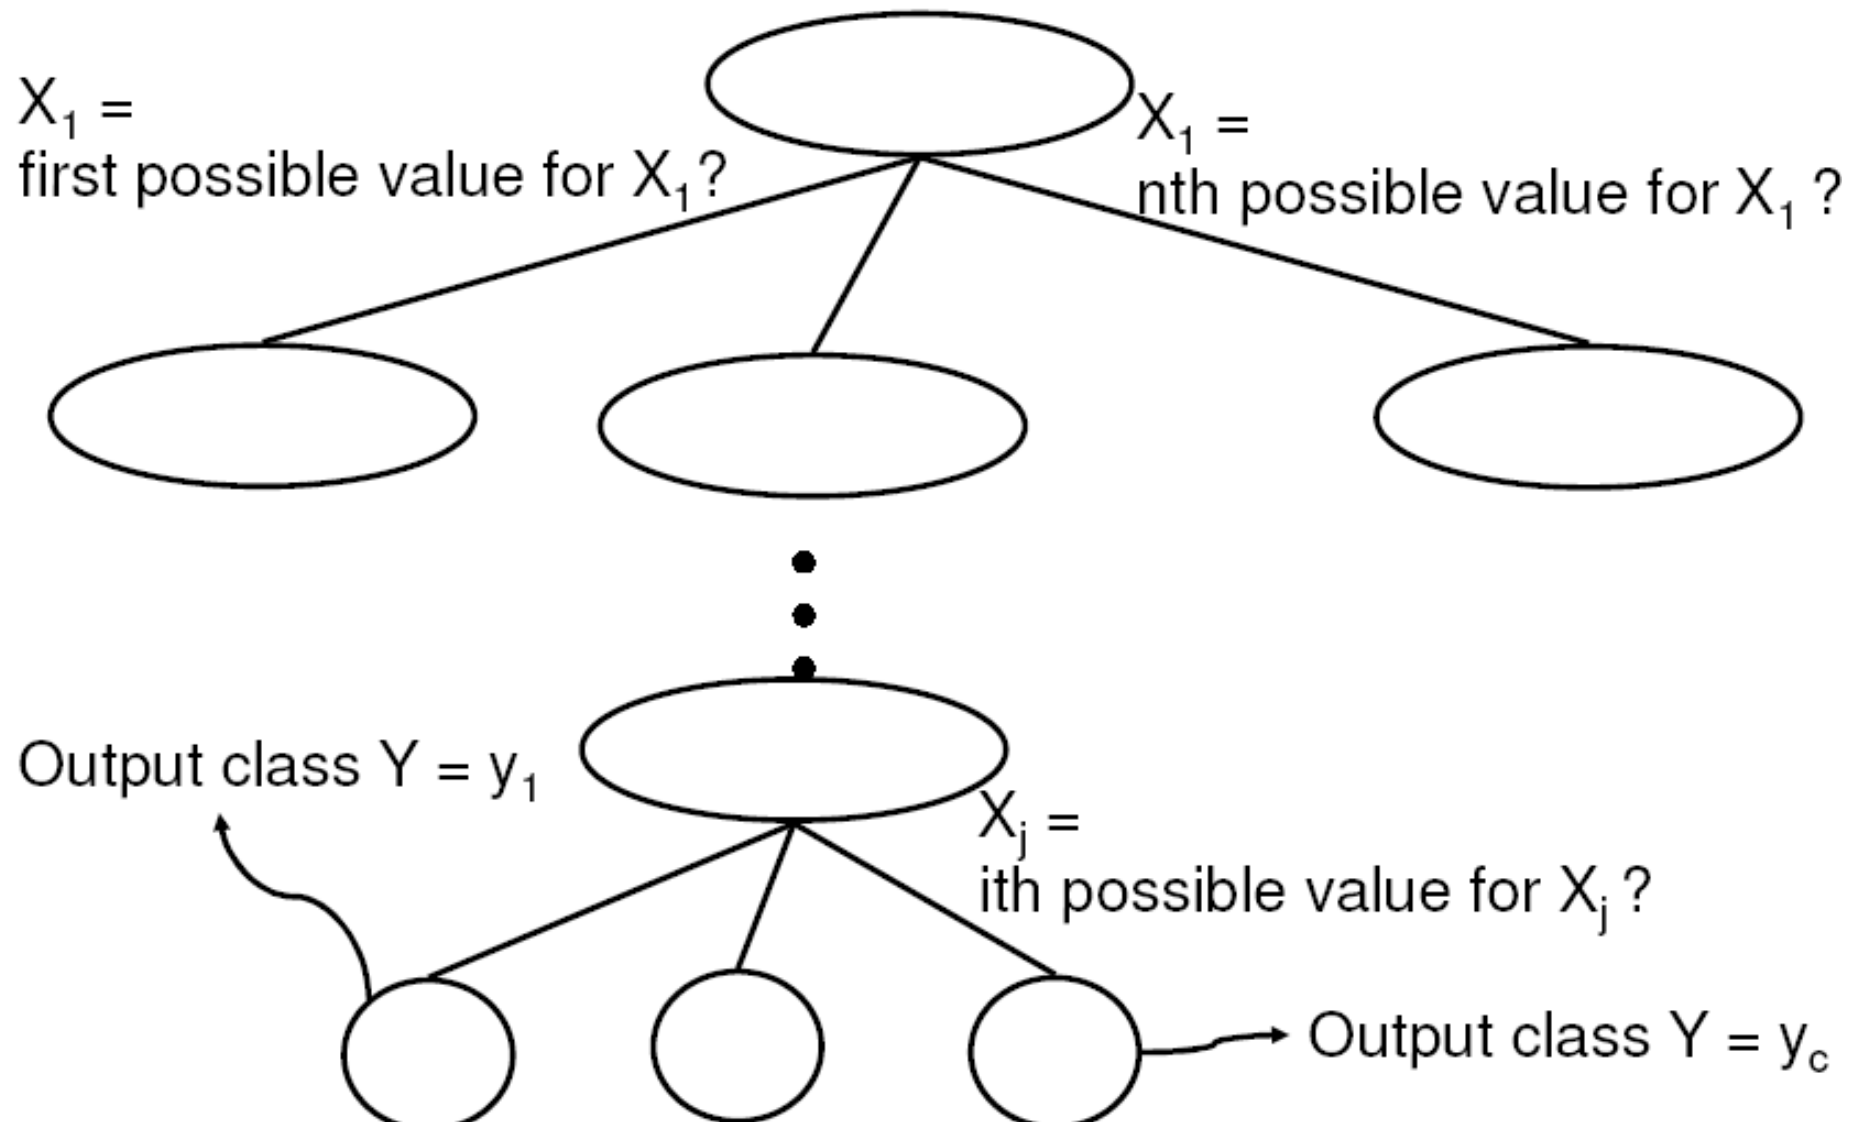 X₁ =
first possible value for X₁?
X₁ =
nth possible value for X₁ ?
Output class Y = y₁
Xⱼ =
ith possible value for Xⱼ ?
Output class Y = y꜀